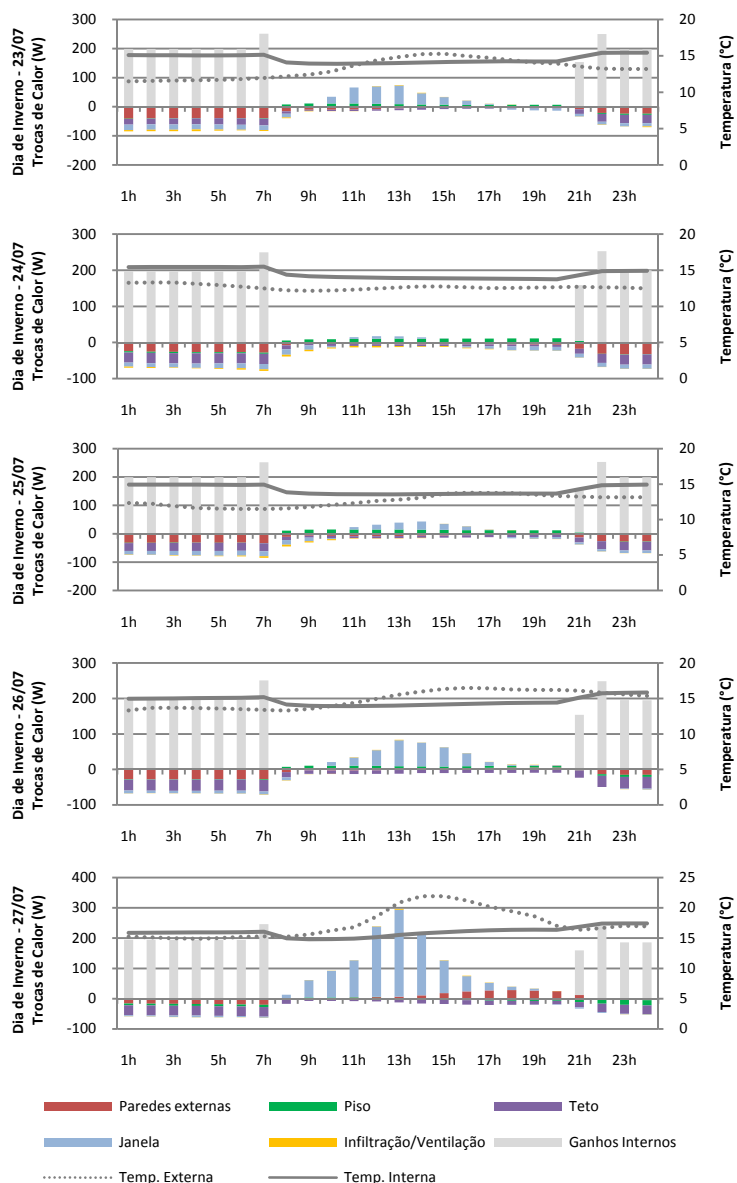 Dia de Inverno - 23/07
Trocas de Calor (W)
300
200
100
0
-100
-200
20
15
10
5
0
Temperatura (°C)
1h 3h 5h 7h 9h 11h 13h 15h 17h 19h 21h 23h
Dia de Inverno - 24/07
Trocas de Calor (W)
300
200
100
0
-100
20
15
10
5
0
Temperatura (°C)
1h 3h 5h 7h 9h 11h 13h 15h 17h 19h 21h 23h
Dia de Inverno - 25/07
Trocas de Calor (W)
300
200
100
0
-100
-200
20
15
10
5
0
Temperatura (°C)
1h 3h 5h 7h 9h 11h 13h 15h 17h 19h 21h 23h
Dia de Inverno - 26/07
Trocas de Calor (W)
300
200
100
0
-100
20
15
10
5
0
Temperatura (°C)
1h 3h 5h 7h 9h 11h 13h 15h 17h 19h 21h 23h
Dia de Inverno - 27/07
Trocas de Calor (W)
400
300
200
100
0
-100
25
20
15
10
5
0
Temperatura (°C)
1h 3h 5h 7h 9h 11h 13h 15h 17h 19h 21h 23h
Paredes externas Piso Teto
Janela Infiltração/Ventilação Ganhos Internos
Temp. Externa Temp. Interna